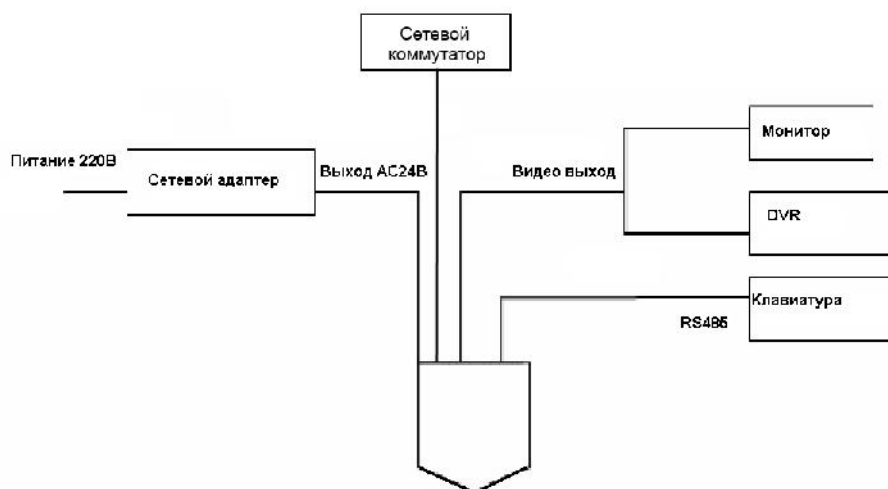 Сетевой
коммутатор
Монитор
Питание 220В
Сетевой адаптер
Выход АС24В
Видео выход
DVR
Клавиатура
RS485